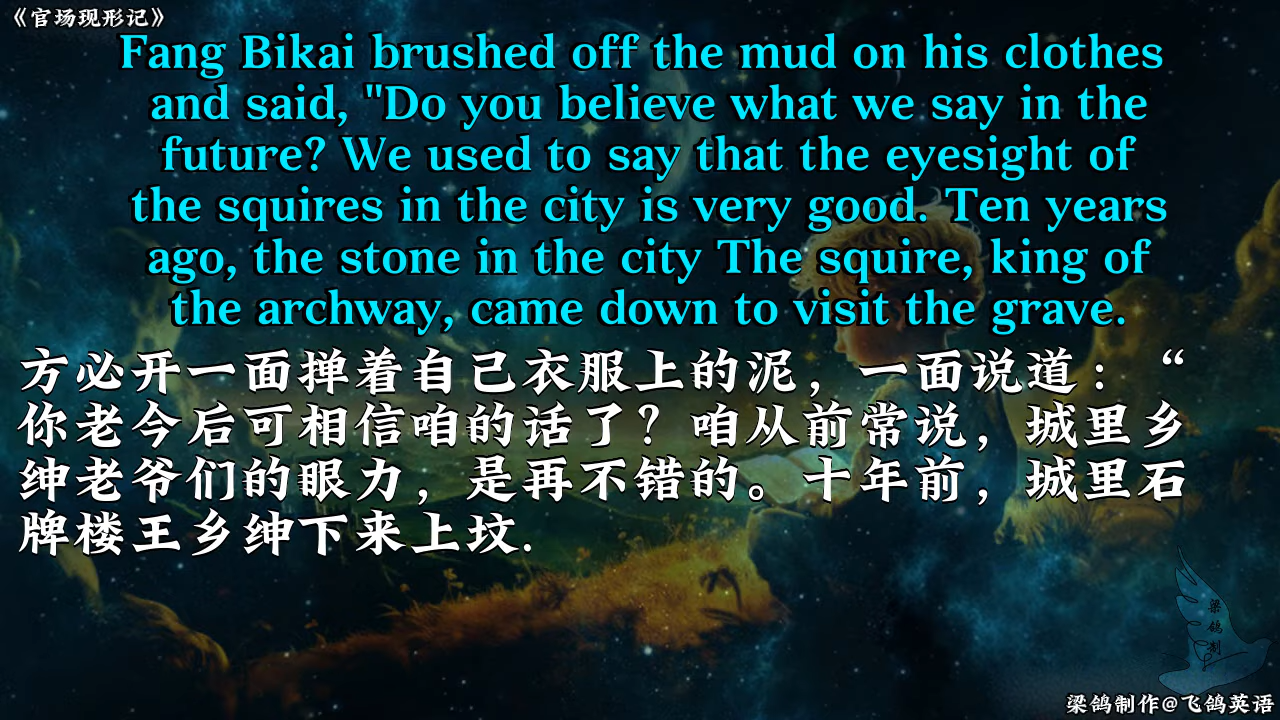 《官场现形记》
Fang Bikai brushed off the mud on his clothes
and said, "Do you believe what we say in the
future? We used to say that the eyesight of
the squires in the city is very good. Ten years
ago, the stone in the city The squire, king of
the archway, came down to visit the grave.
方必开一面掸着自己衣服上的泥，一面说道：“
你老今后可相信咱的话了？咱从前常说，城里乡
绅老爷们的眼力，是再不错的。十年前，城里石
牌楼王乡绅下来上坟.
梁鸽制
梁鸽制作@飞鸽英语